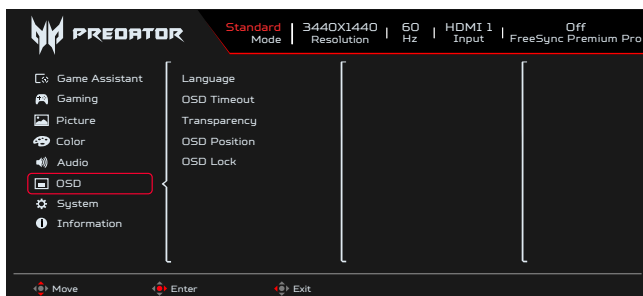 PREDATOR
Standard 3440X1440 60 HDMI 1 Off
Mode Resolution Hz Input FreeSync Premium Pro
Game Assistant
Gaming
Picture
Color
Audio
OSD
System
Information
Language
OSD Timeout
Transparency
OSD Position
OSD Lock
Move Enter Exit